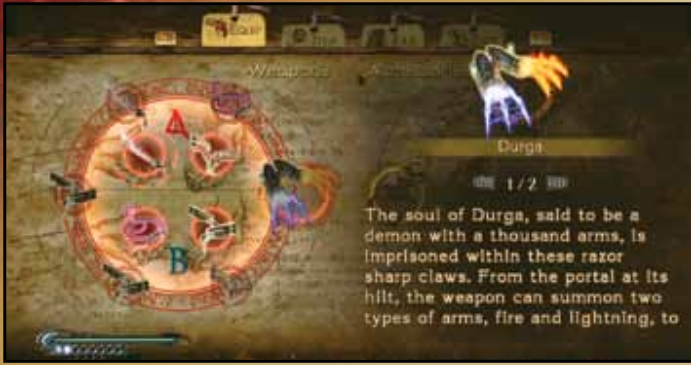 Equip
Weapons
A
B
Durga
1/2
The soul of Durga, said to be a
demon with a thousand arms, is
imprisoned within these razor
sharp claws. From the portal at its
hilt, the weapon can summon two
types of arms, fire and lightning, to